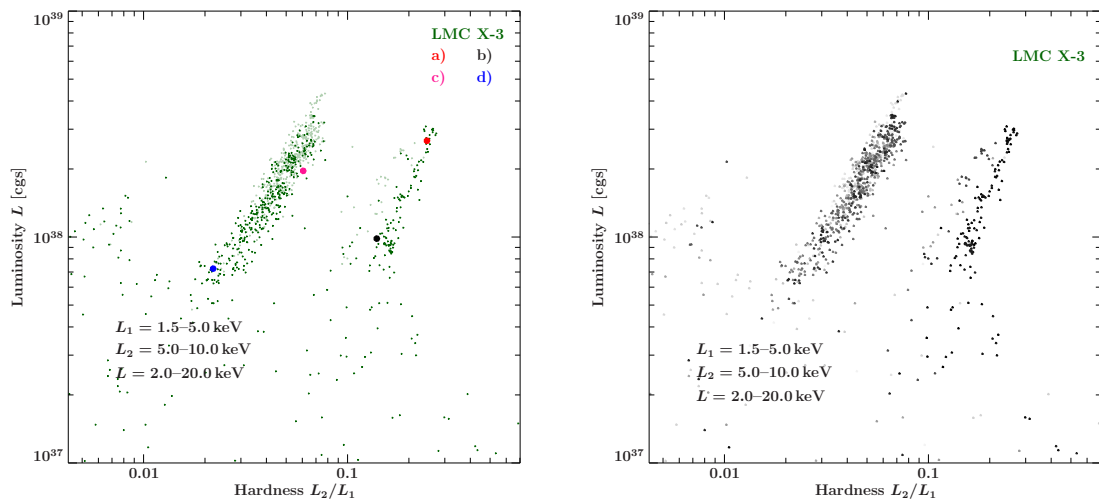 10^39
LMC X-3
a) b)
c) d)
Luminosity L [cgs]
10^38
L₁ = 1.5–5.0 keV
L₂ = 5.0–10.0 keV
L = 2.0–20.0 keV
10^37
0.01 0.1
Hardness L₂/L₁
10^39
LMC X-3
Luminosity L [cgs]
10^38
L₁ = 1.5–5.0 keV
L₂ = 5.0–10.0 keV
L = 2.0–20.0 keV
10^37
0.01 0.1
Hardness L₂/L₁